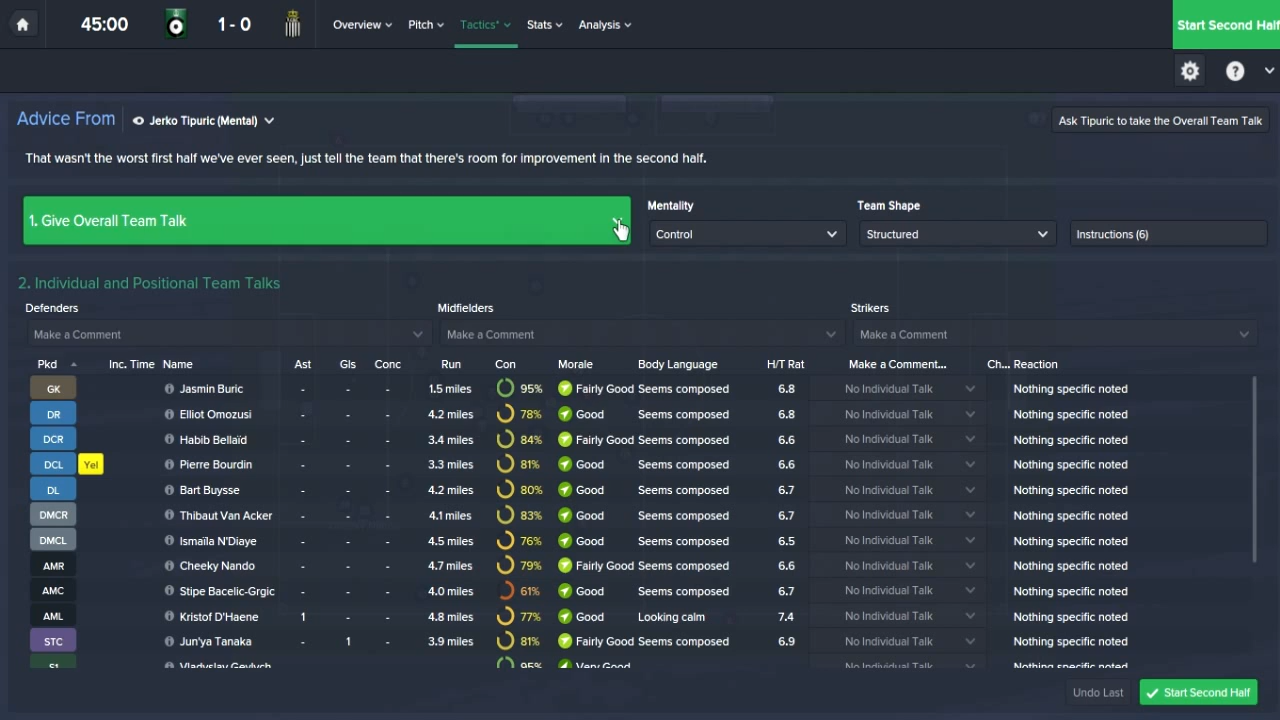 45:00 1 - 0 Overview Pitch Tactics* Stats Analysis Start Second Half
?
Advice From Jerko Tipuric (Mental) Ask Tipuric to take the Overall Team Talk
That wasn't the worst first half we've ever seen, just tell the team that there's room for improvement in the second half.
1. Give Overall Team Talk
Mentality Team Shape
Control Structured Instructions (6)
2. Individual and Positional Team Talks
Defenders Midfielders Strikers
Make a Comment Make a Comment Make a Comment
Pkd Inc. Time Name Ast Gls Conc Run Con Morale Body Language H/T Rat Make a Comment... Ch... Reaction
GK Jasmin Buric - - - 1.5 miles 95% Fairly Good Seems composed 6.8 No Individual Talk Nothing specific noted
DR Elliot Omozusi - - - 4.2 miles 78% Good Seems composed 6.8 No Individual Talk Nothing specific noted
DCR Habib Bellaïd - - - 3.4 miles 84% Fairly Good Seems composed 6.6 No Individual Talk Nothing specific noted
DCL Yel Pierre Bourdin - - - 3.3 miles 81% Good Seems composed 6.6 No Individual Talk Nothing specific noted
DL Bart Buysse - - - 4.2 miles 80% Good Seems composed 6.7 No Individual Talk Nothing specific noted
DMCR Thibaut Van Acker - - - 4.1 miles 83% Good Seems composed 6.7 No Individual Talk Nothing specific noted
DMCL Ismaïla N'Diaye - - - 4.5 miles 76% Good Seems composed 6.5 No Individual Talk Nothing specific noted
AMR Cheeky Nando - - - 4.7 miles 79% Fairly Good Seems composed 6.6 No Individual Talk Nothing specific noted
AMC Stipe Bacelic-Grgic - - - 4.0 miles 61% Good Seems composed 6.7 No Individual Talk Nothing specific noted
AML Kristof D'Haene 1 - - 4.8 miles 77% Good Looking calm 7.4 No Individual Talk Nothing specific noted
STC Jun'ya Tanaka - 1 - 3.9 miles 81% Fairly Good Seems composed 6.9 No Individual Talk Nothing specific noted
S1 95% Very Good No Individual Talk Nothing specific noted
Undo Last Start Second Half